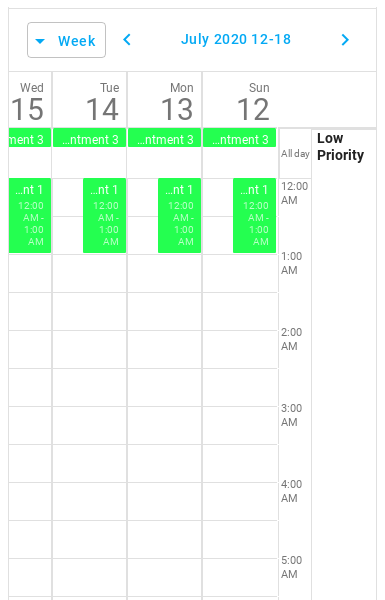 Week
July 2020 12-18
Wed Tue Mon Sun
15 14 13 12
ntment 3 ...ntment 3 ...ntment 3 ...ntment 3
Low
Priority
All day
...nt 1 ...nt 1 ...nt 1 ...nt 1
12:00 12:00 12:00 12:00
AM - AM - AM - AM -
1:00 1:00 1:00 1:00
AM AM AM AM
12:00
AM
1:00
AM
2:00
AM
3:00
AM
4:00
AM
5:00
AM